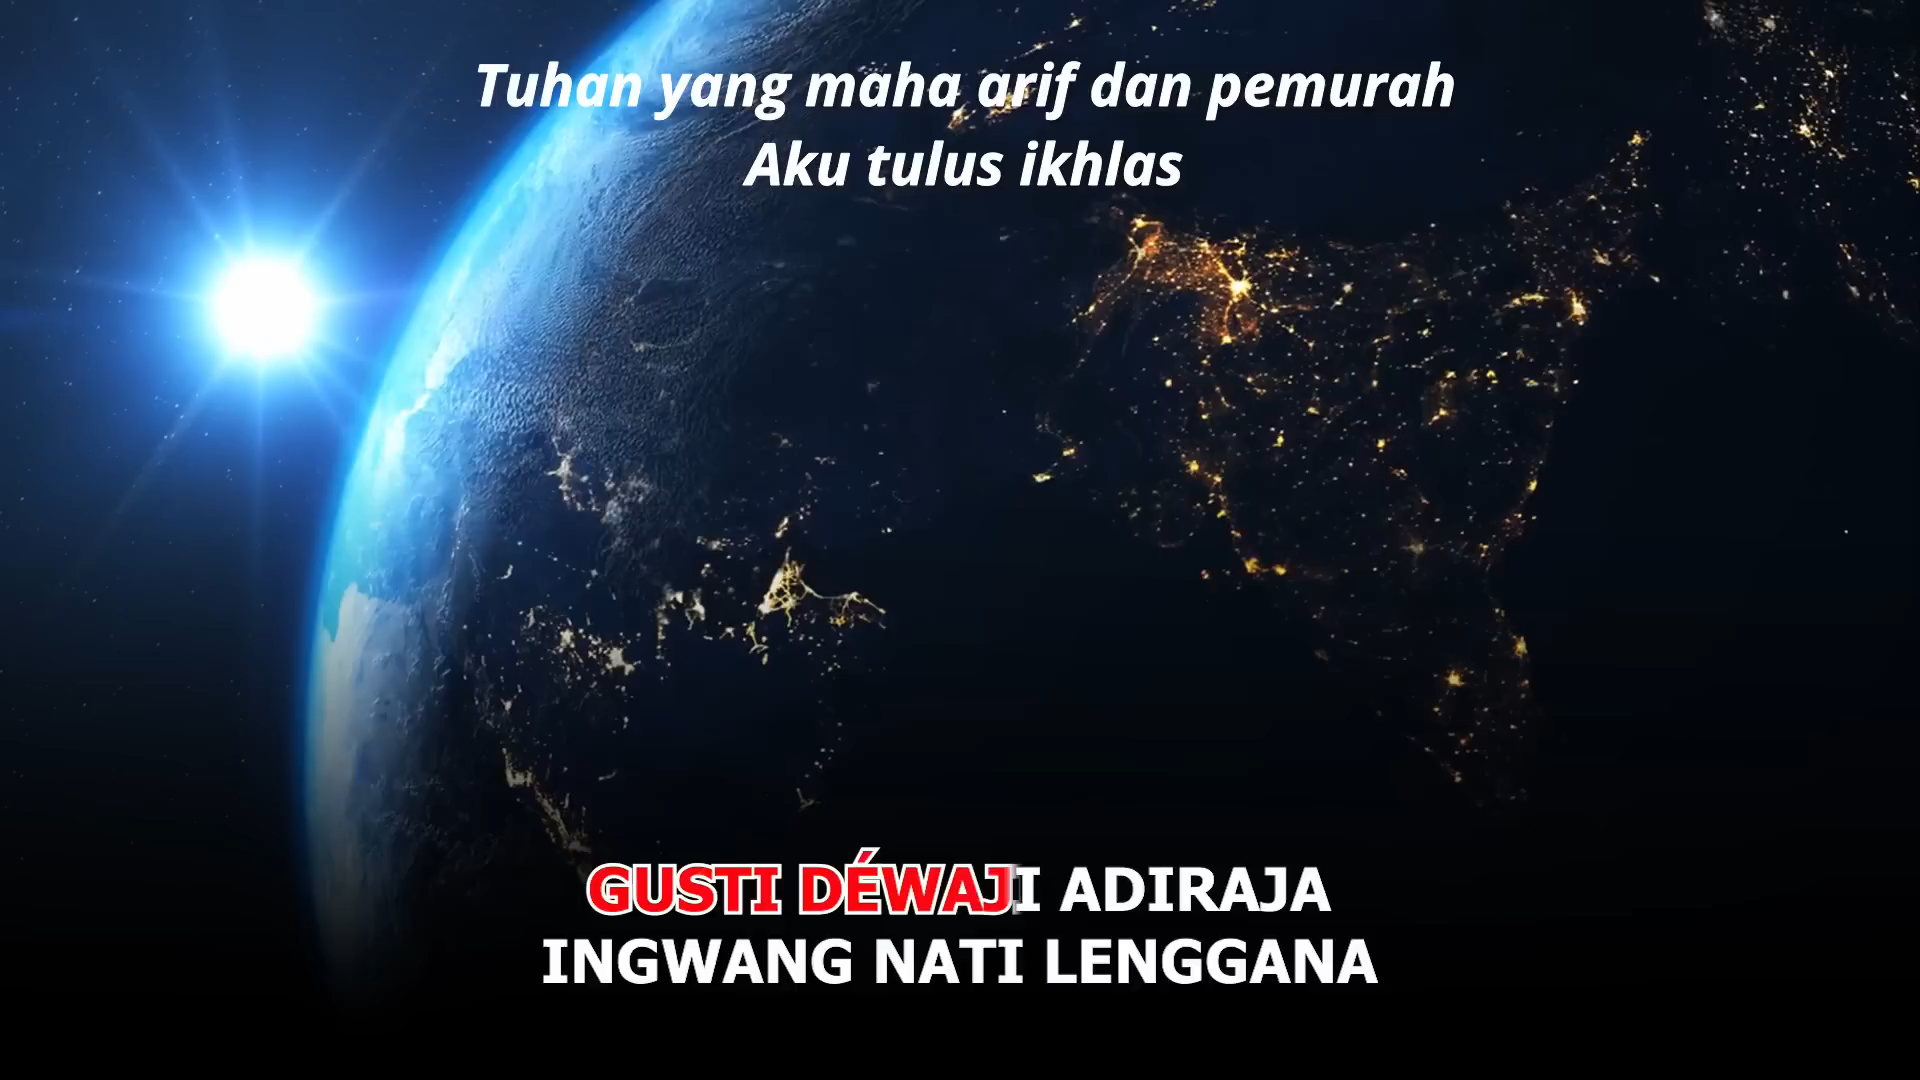 Tuhan yang maha arif dan pemurah
Aku tulus ikhlas
GUSTI DÉWAJI ADIRAJA
INGWANG NATI LENGGANA